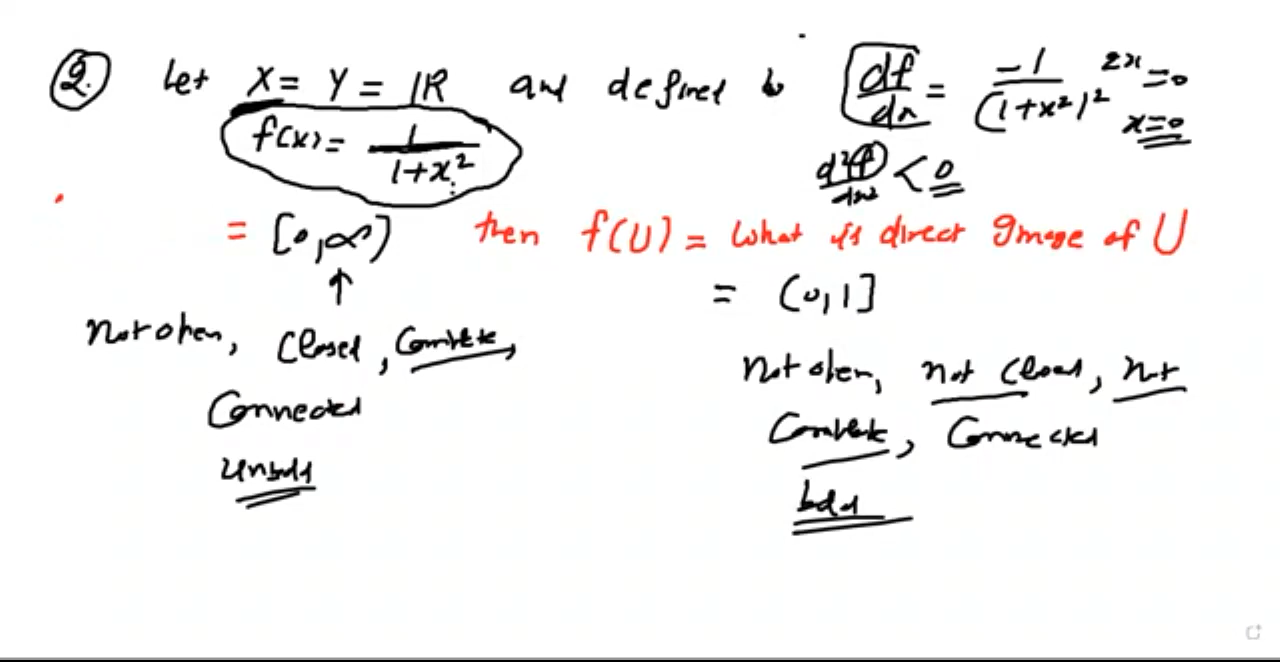 2. Let X = Y = ℝ and defined by df/dx = -1/(1+x²)² 2x = 0
f(x) = 1/(1+x²) x = 0
d²f/dx² < 0
= [0,∞) then f(U) = What is direct Image of U
↑ = (0,1]
Not open, Closed, Complete,
Not open, not closed, not
Connected
Complete, Connected
Unbdd
bdd